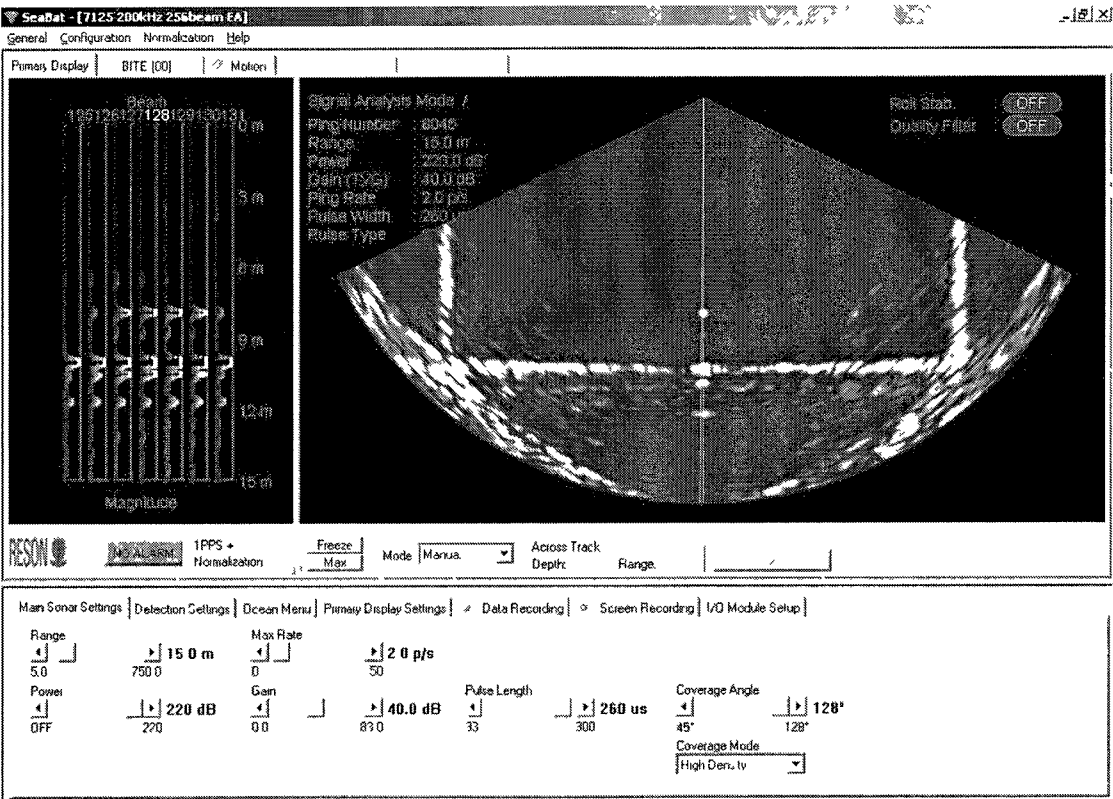 SeaBat - [7125 200kHz 256beam EA]
General Configuration Normalization Help
Primary Display BITE (00) Motion
Beam
125 126 127 128 129 130 131
0 m
3 m
6 m
9 m
12 m
15 m
Magnitude
Signal Analysis Mode /
Ping Number : 6045
Range : 15.0 m
Power : 220.0 dB
Gain (TVG) : 40.0 dB
Ping Rate : 2.0 p/s
Pulse Width : 260 us
Pulse Type
Roll Stab. : OFF
Quality Filter : OFF
RESON
NO ALARM
1PPS +
Normalization
Freeze
Max
Mode Manual
Across Track
Depth: Range.
Main Sonar Settings Detection Settings Ocean Menu Primary Display Settings Data Recording Screen Recording I/O Module Setup
Range Max Rate
15 0 m 2 0 p/s
5.0 750 0 0 50
Power Gain Pulse Length Coverage Angle
220 dB 40.0 dB 260 us 128°
OFF 220 0 0 83 0 33 300 45° 128°
Coverage Mode
High Density